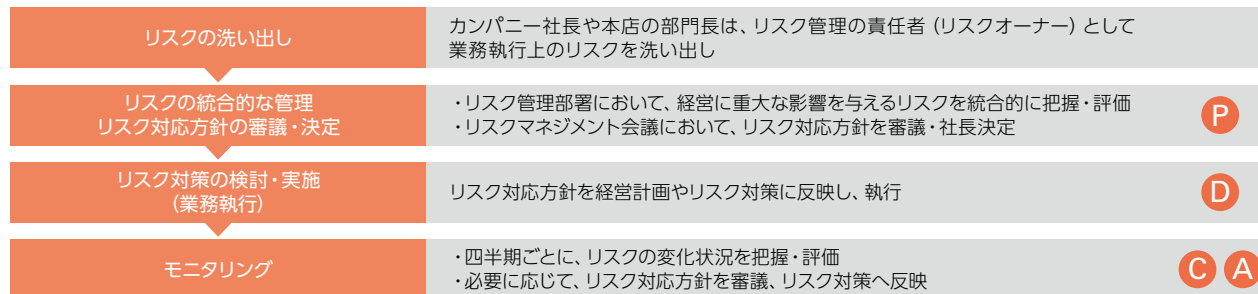 リスクの洗い出し
カンパニー社長や本店の部門長は、リスク管理の責任者（リスクオーナー）として
業務執行上のリスクを洗い出し
リスクの統合的な管理
リスク対応方針の審議・決定
・リスク管理部署において、経営に重大な影響を与えるリスクを統合的に把握・評価
・リスクマネジメント会議において、リスク対応方針を審議・社長決定
P
リスク対策の検討・実施
（業務執行）
リスク対応方針を経営計画やリスク対策に反映し、執行
D
モニタリング
・四半期ごとに、リスクの変化状況を把握・評価
・必要に応じて、リスク対応方針を審議、リスク対策へ反映
C A